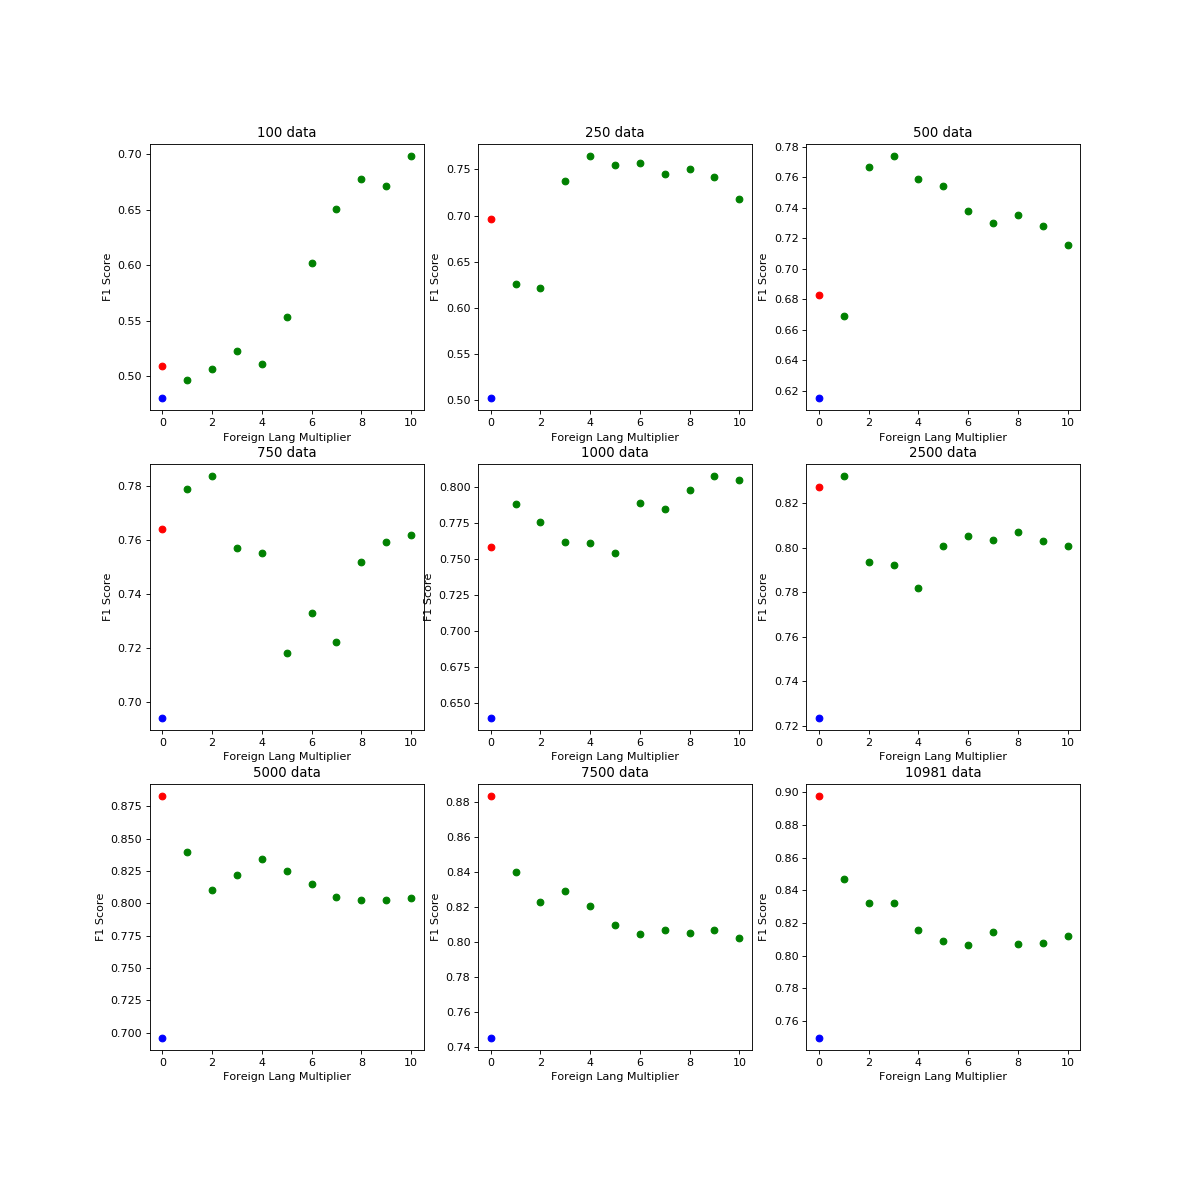 100 data
250 data
500 data
0.70
0.65
0.60
0.55
0.50
F1 Score
0 2 4 6 8 10
Foreign Lang Multiplier
0.75
0.70
0.65
0.60
0.55
0.50
F1 Score
0 2 4 6 8 10
Foreign Lang Multiplier
0.78
0.76
0.74
0.72
0.70
0.68
0.66
0.64
0.62
F1 Score
0 2 4 6 8 10
Foreign Lang Multiplier
750 data
1000 data
2500 data
0.78
0.76
0.74
0.72
0.70
F1 Score
0 2 4 6 8 10
Foreign Lang Multiplier
0.800
0.775
0.750
0.725
0.700
0.675
0.650
F1 Score
0 2 4 6 8 10
Foreign Lang Multiplier
0.82
0.80
0.78
0.76
0.74
0.72
F1 Score
0 2 4 6 8 10
Foreign Lang Multiplier
5000 data
7500 data
10981 data
0.875
0.850
0.825
0.800
0.775
0.750
0.725
0.700
F1 Score
0 2 4 6 8 10
Foreign Lang Multiplier
0.88
0.86
0.84
0.82
0.80
0.78
0.76
0.74
F1 Score
0 2 4 6 8 10
Foreign Lang Multiplier
0.90
0.88
0.86
0.84
0.82
0.80
0.78
0.76
F1 Score
0 2 4 6 8 10
Foreign Lang Multiplier